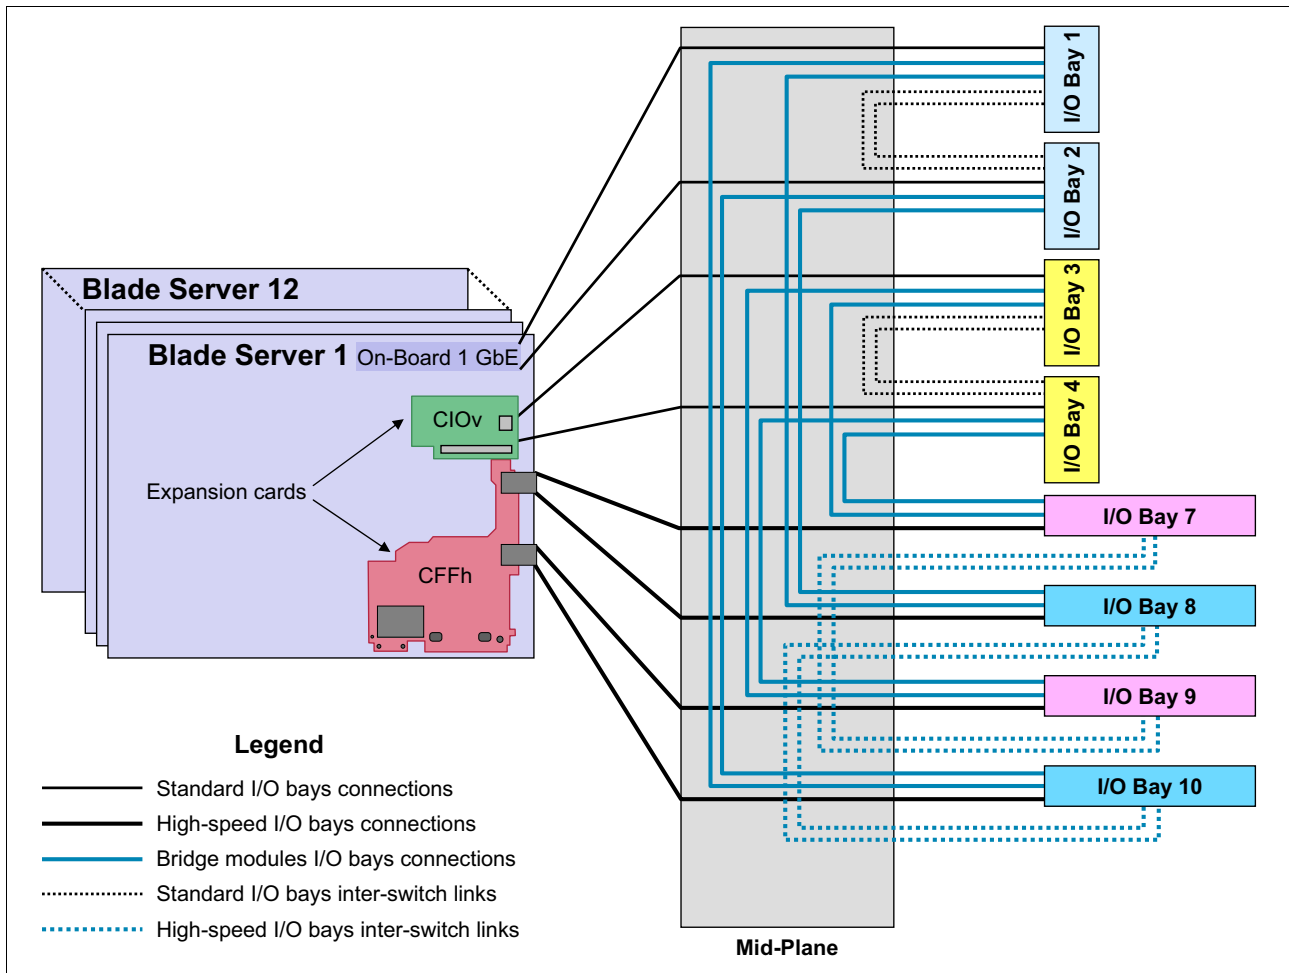 I/O Bay 1
I/O Bay 2
I/O Bay 3
I/O Bay 4
I/O Bay 7
I/O Bay 8
I/O Bay 9
I/O Bay 10
Blade Server 12
Blade Server 1
On-Board 1 GbE
CIOv
Expansion cards
CFFh
Legend
Standard I/O bays connections
High-speed I/O bays connections
Bridge modules I/O bays connections
Standard I/O bays inter-switch links
High-speed I/O bays inter-switch links
Mid-Plane